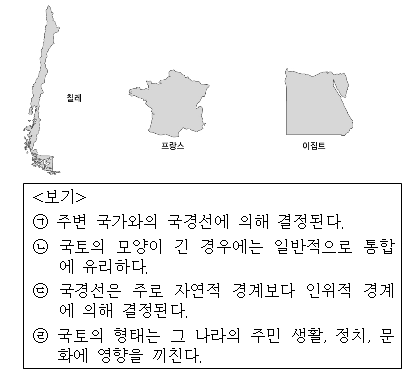 칠레
프랑스
이집트
<보기>
㉠ 주변 국가와의 국경선에 의해 결정된다.
㉡ 국토의 모양이 긴 경우에는 일반적으로 통합
에 유리하다.
㉢ 국경선은 주로 자연적 경계보다 인위적 경계
에 의해 결정된다.
㉣ 국토의 형태는 그 나라의 주민 생활, 정치, 문
화에 영향을 끼친다.